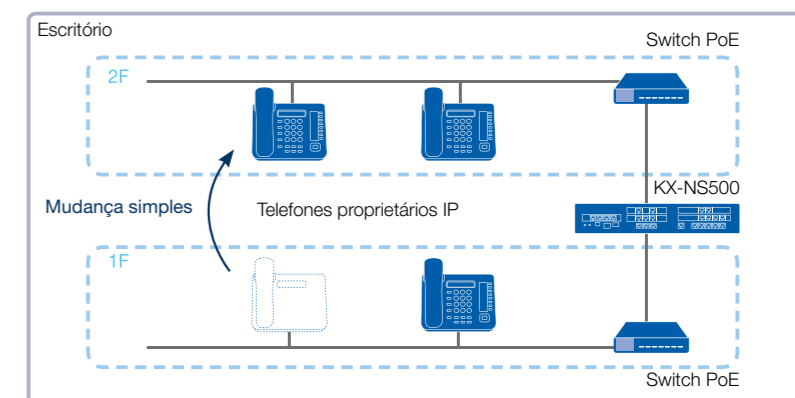 Escritório
Switch PoE
2F
KX-NS500
Mudança simples
Telefones proprietários IP
1F
Switch PoE